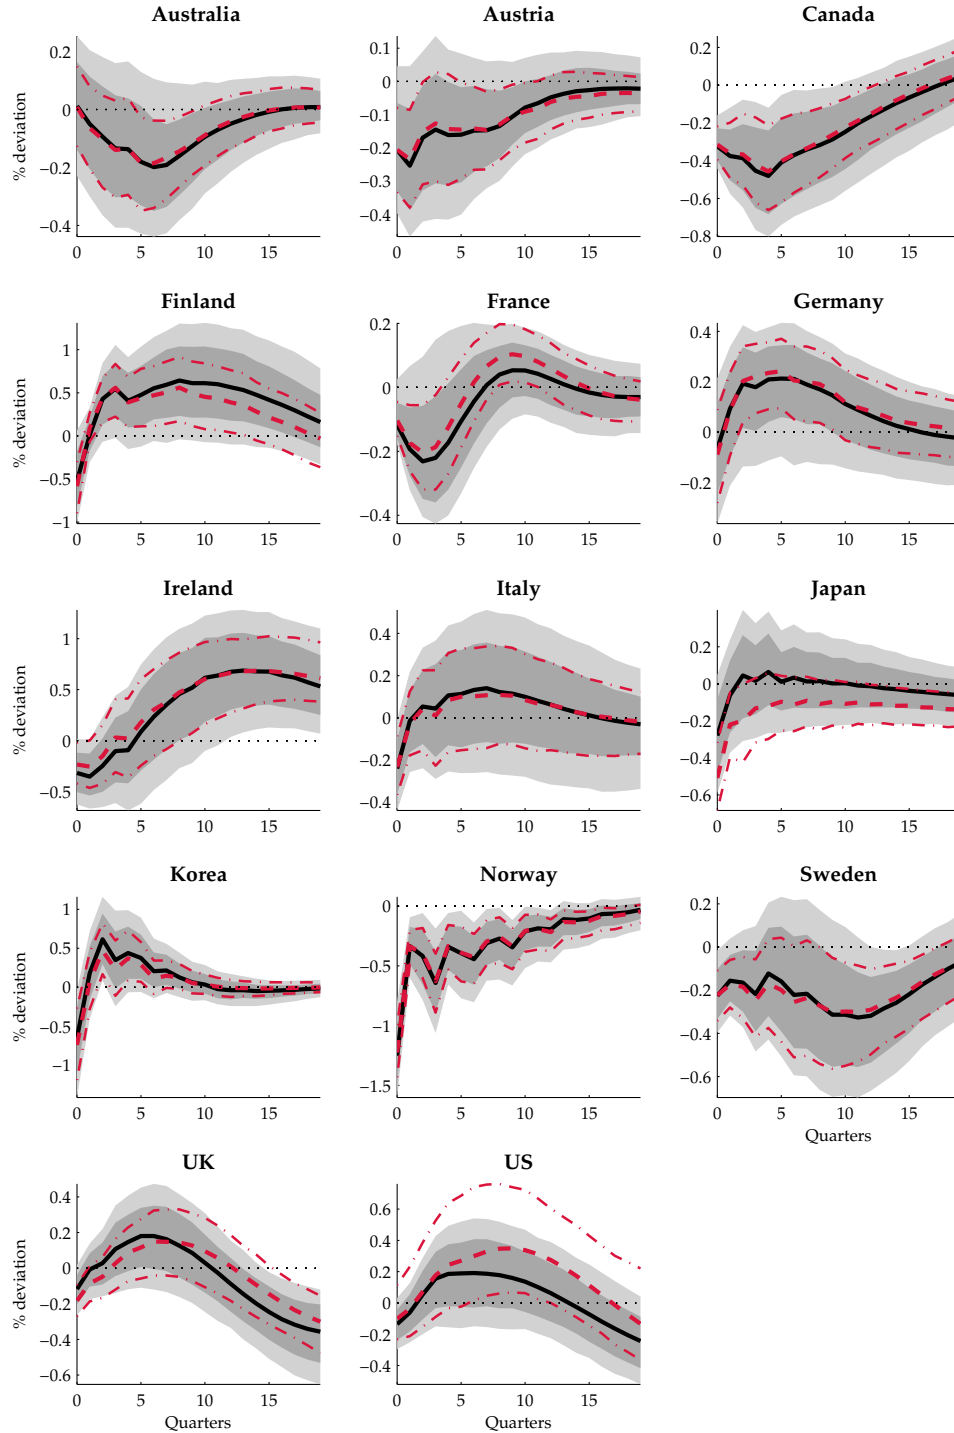 Australia Austria Canada
% deviation
0.2 0 −0.2 −0.4
0 5 10 15
0.1 0 −0.1 −0.2 −0.3 −0.4
0 5 10 15
0.2 0 −0.2 −0.4 −0.6 −0.8
0 5 10 15
Finland France Germany
% deviation
1 0.5 0 −0.5 −1
0 5 10 15
0.2 0 −0.2 −0.4
0 5 10 15
0.4 0.2 0 −0.2
0 5 10 15
Ireland Italy Japan
% deviation
1 0.5 0 −0.5
0 5 10 15
0.4 0.2 0 −0.2 −0.4
0 5 10 15
0.2 0 −0.2 −0.4 −0.6
0 5 10 15
Korea Norway Sweden
% deviation
1 0.5 0 −0.5 −1
0 5 10 15
0 −0.5 −1 −1.5
0 5 10 15
0.2 0 −0.2 −0.4 −0.6
0 5 10 15
Quarters
UK US
% deviation
0.4 0.2 0 −0.2 −0.4 −0.6
0 5 10 15
Quarters
0.6 0.4 0.2 0 −0.2 −0.4
0 5 10 15
Quarters